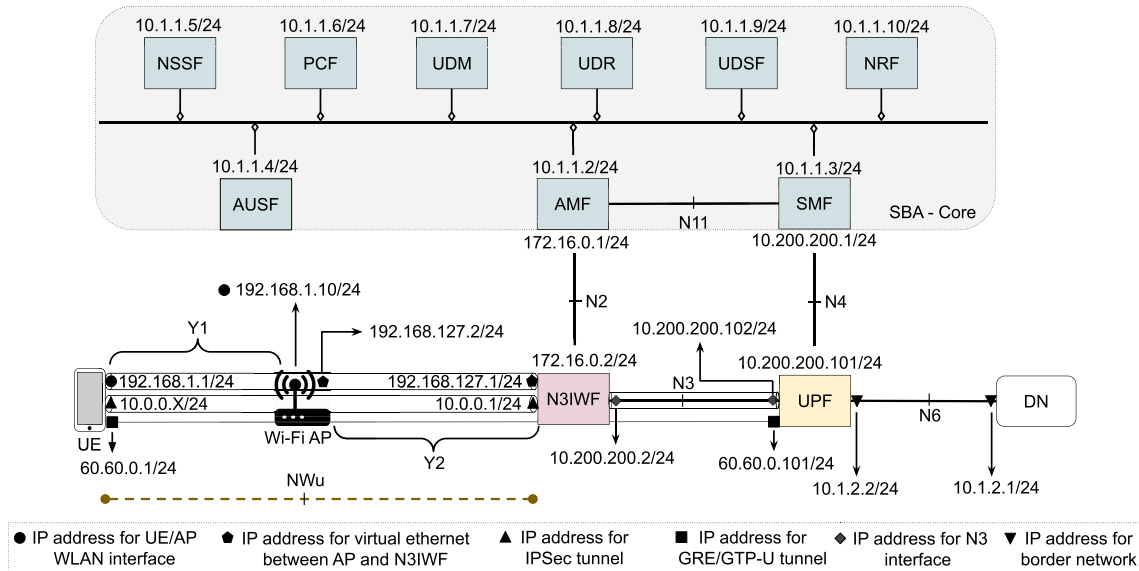 10.1.1.5/24 10.1.1.6/24 10.1.1.7/24 10.1.1.8/24 10.1.1.9/24 10.1.1.10/24
NSSF PCF UDM UDR UDSF NRF
10.1.1.4/24 10.1.1.2/24 10.1.1.3/24
AUSF AMF SMF
N11
SBA - Core
172.16.0.1/24 10.200.200.1/24
192.168.1.10/24
N2 N4
Y1
192.168.127.2/24
10.200.200.102/24
172.16.0.2/24 10.200.200.101/24
192.168.1.1/24 192.168.127.1/24
N3
10.0.0.X/24 10.0.0.1/24
N3IWF UPF DN
N6
UE
Wi-Fi AP
60.60.0.1/24
Y2
10.200.200.2/24
60.60.0.101/24
NWu
10.1.2.2/24 10.1.2.1/24
IP address for UE/AP
WLAN interface
IP address for virtual ethernet
between AP and N3IWF
IP address for
IPSec tunnel
IP address for
GRE/GTP-U tunnel
IP address for N3
interface
IP address for
border network